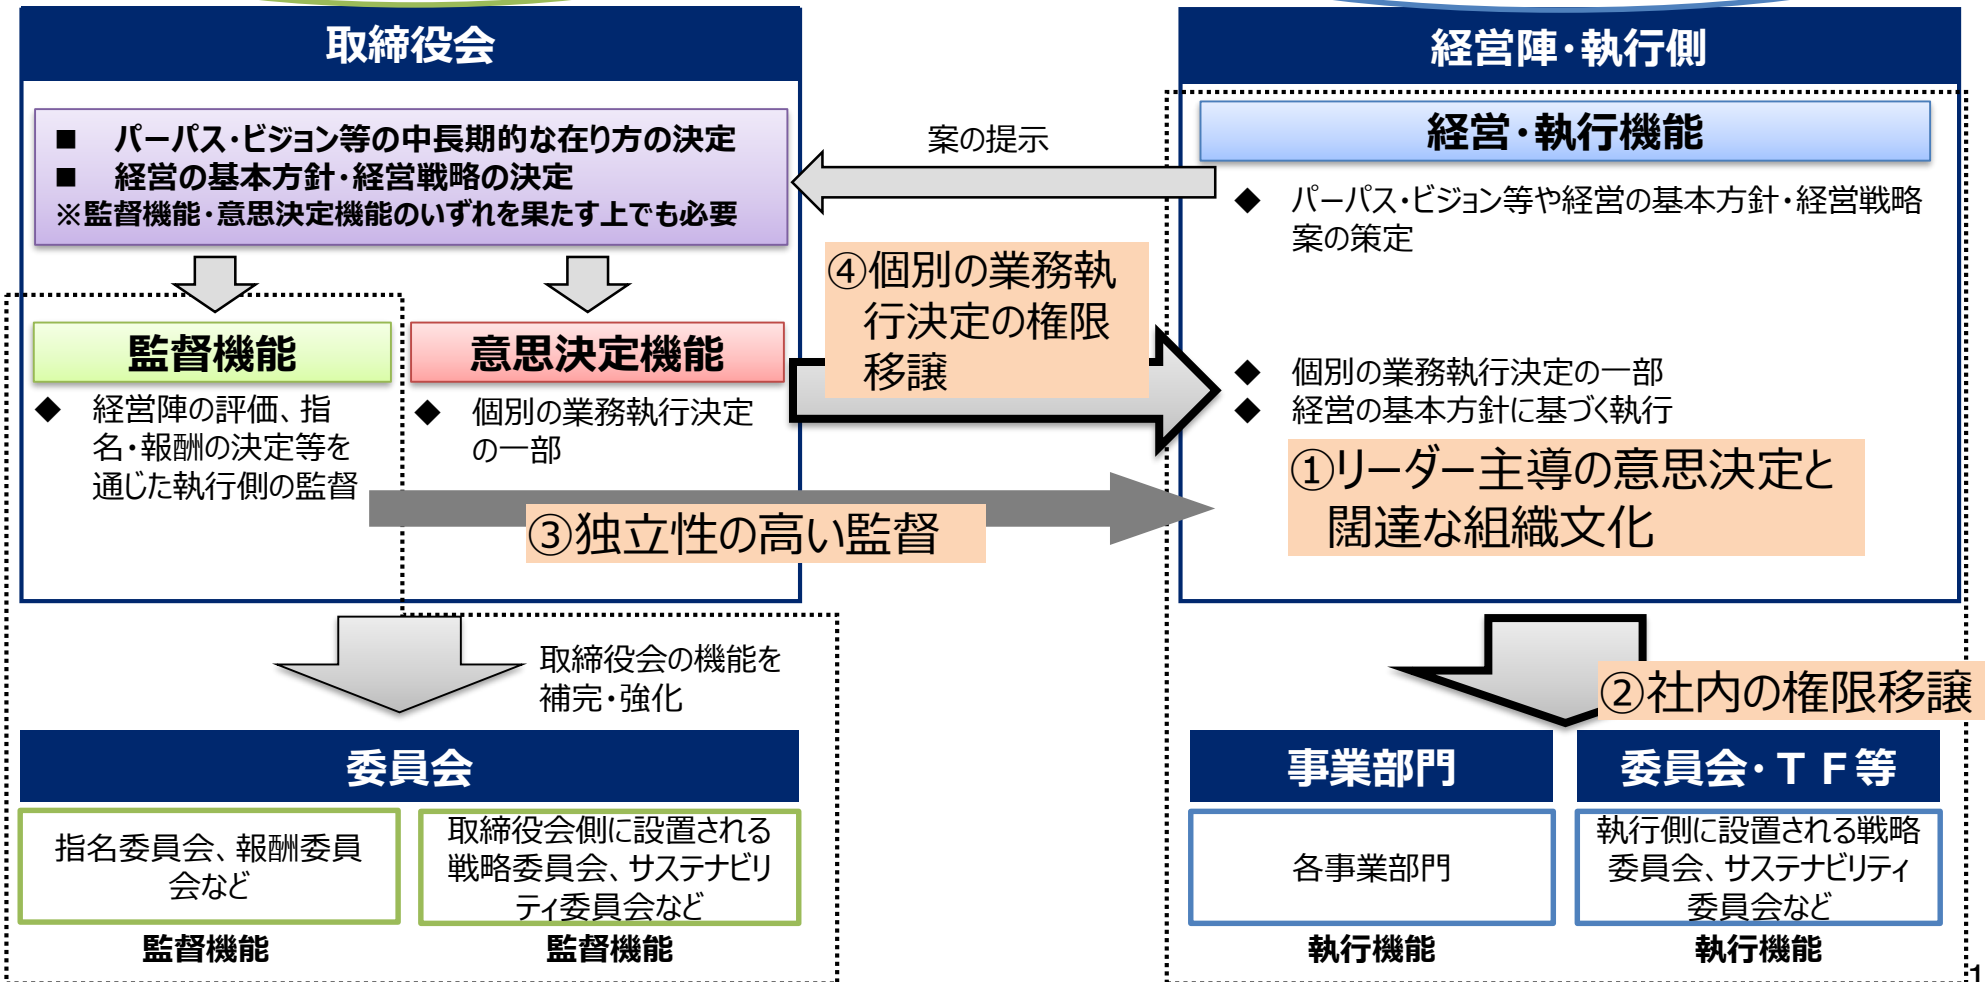 取締役会
■ パーパス・ビジョン等の中長期的な在り方の決定
■ 経営の基本方針・経営戦略の決定
※監督機能・意思決定機能のいずれを果たす上でも必要
監督機能
◆ 経営陣の評価、指
名・報酬の決定等を
通じた執行側の監督
意思決定機能
◆ 個別の業務執行決定
の一部
案の提示
④個別の業務執
行決定の権限
移譲
③独立性の高い監督
経営陣・執行側
経営・執行機能
◆ パーパス・ビジョン等や経営の基本方針・経営戦略
案の策定
◆ 個別の業務執行決定の一部
◆ 経営の基本方針に基づく執行
①リーダー主導の意思決定と
闊達な組織文化
取締役会の機能を
補完・強化
②社内の権限移譲
委員会
指名委員会、報酬委員
会など
監督機能
取締役会側に設置される
戦略委員会、サステナビリ
ティ委員会など
監督機能
事業部門
各事業部門
執行機能
委員会・ＴＦ等
執行側に設置される戦略
委員会、サステナビリティ
委員会など
執行機能
1